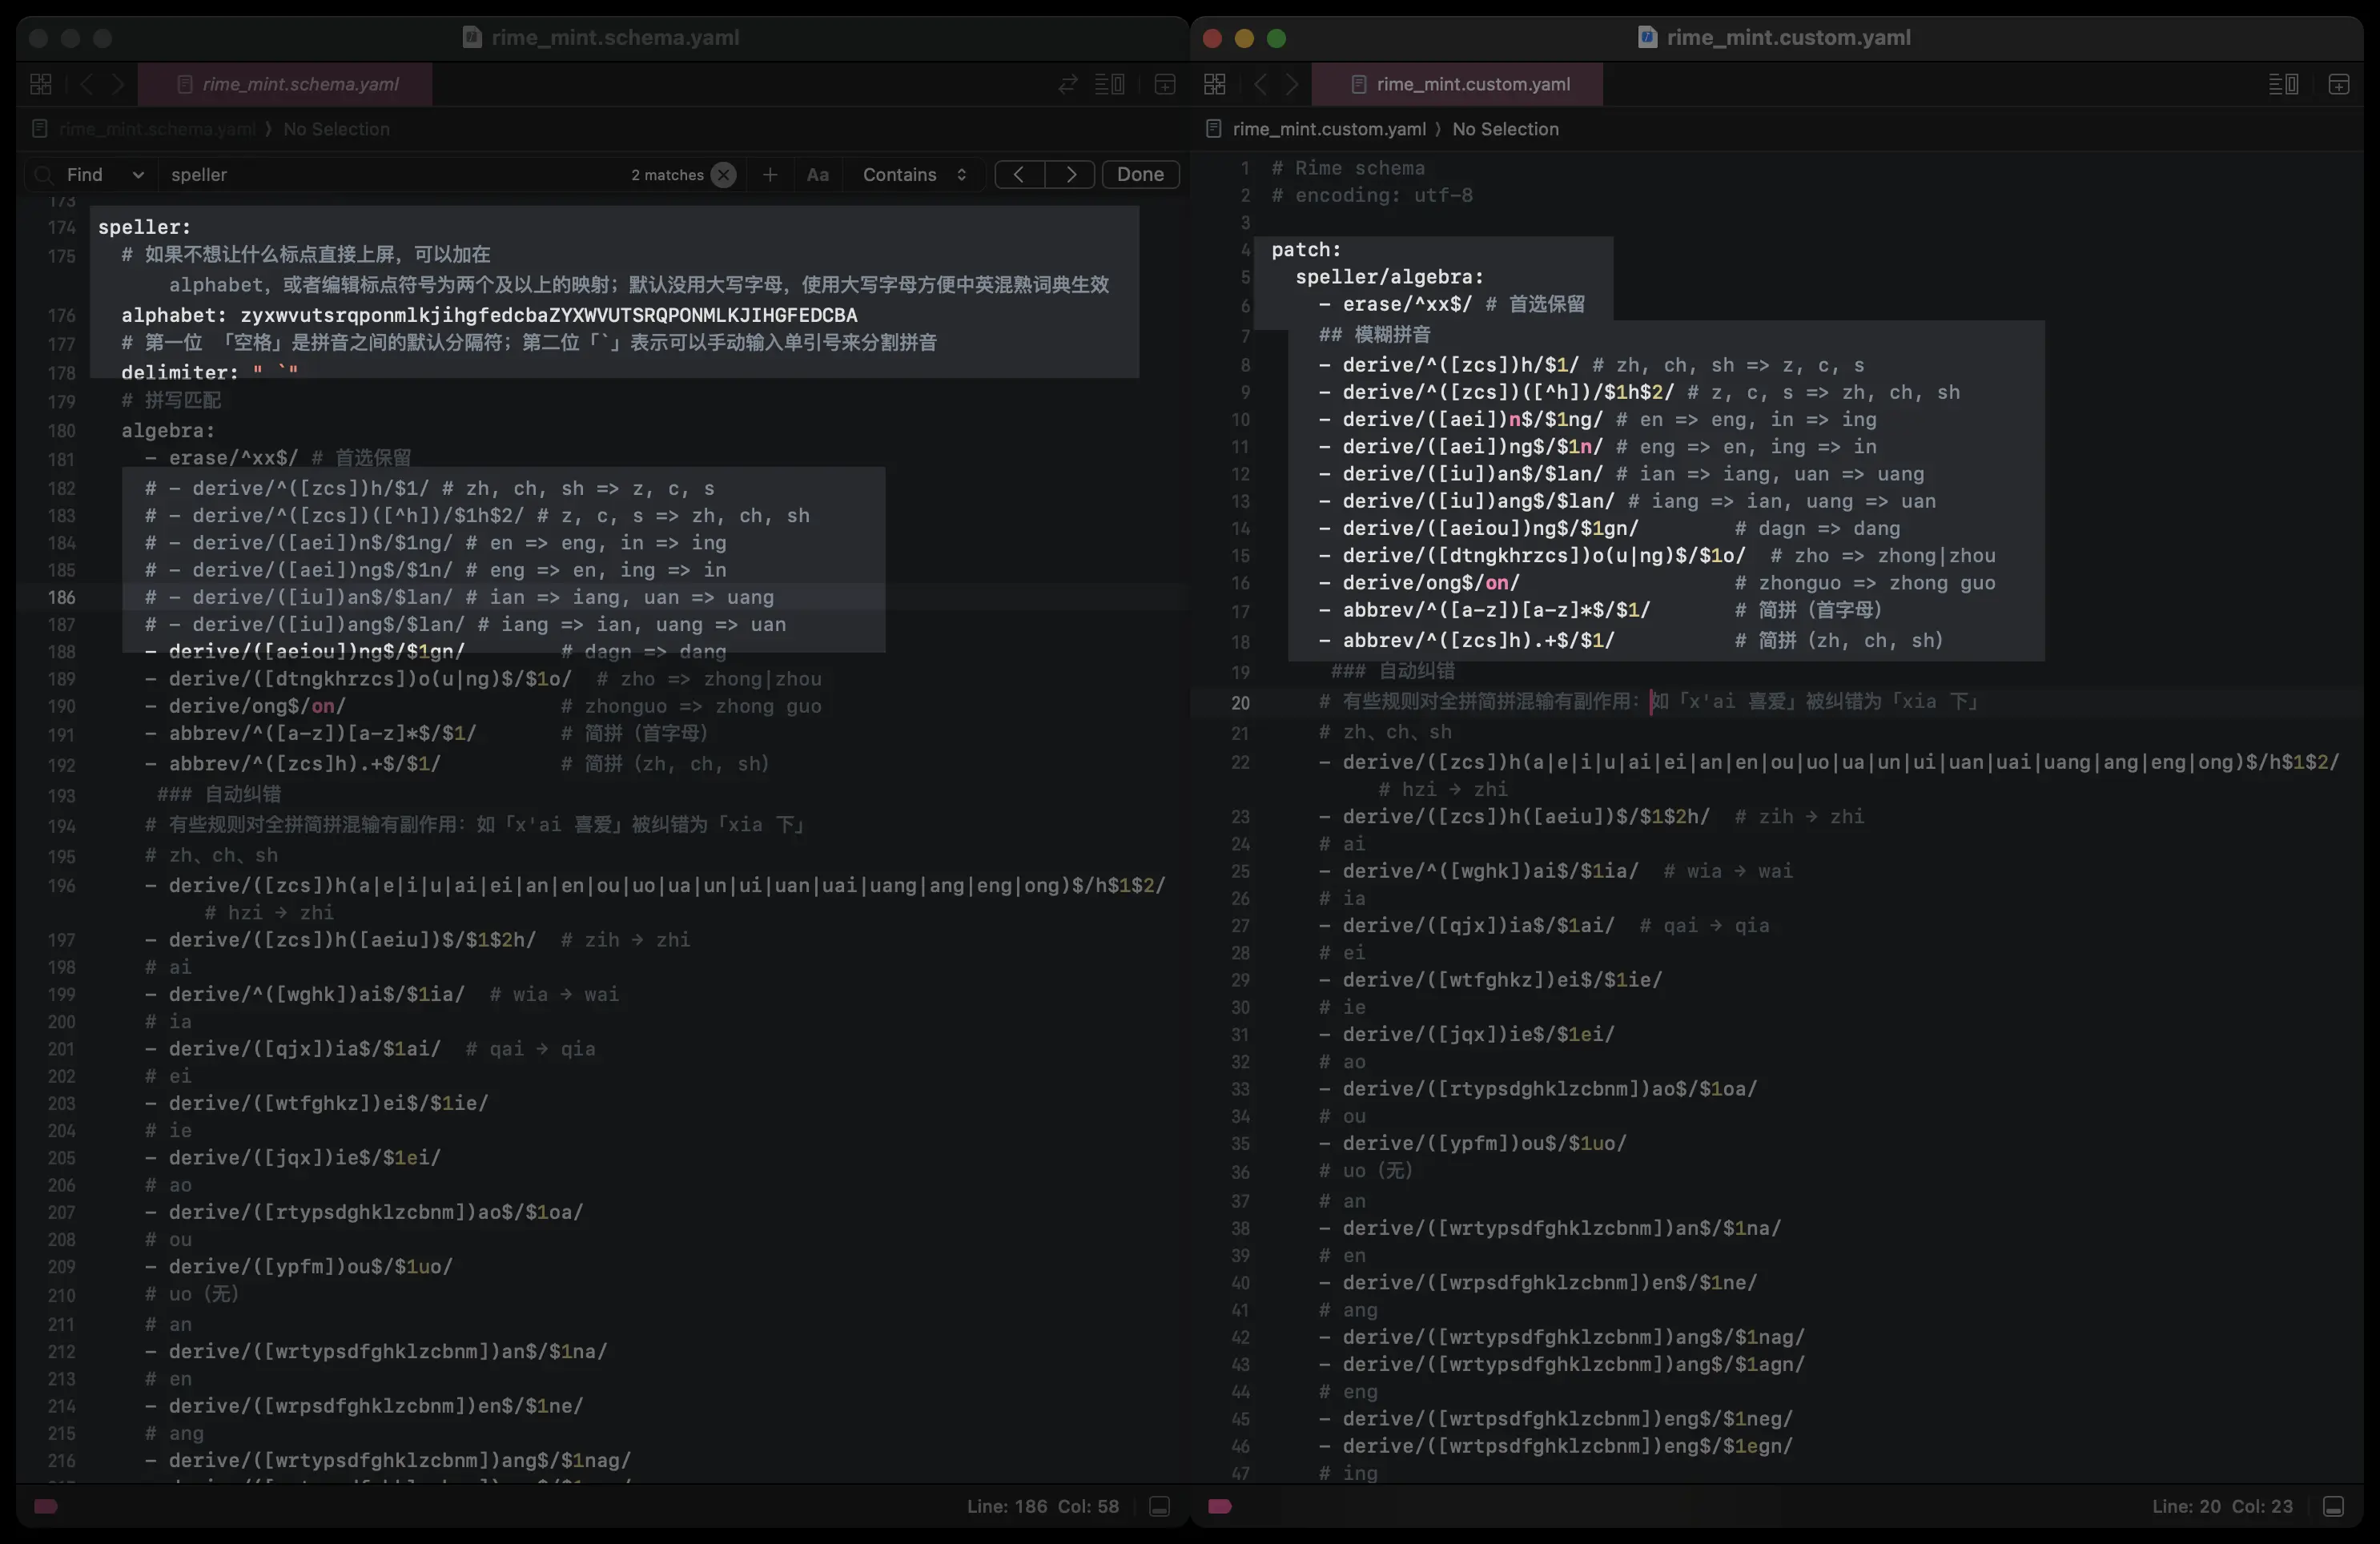 rime_mint.schema.yaml
rime_mint.schema.yaml
rime_mint.schema.yaml 〉 No Selection
Find speller 2 matches Aa Contains Done
173
174 speller:
175 # 如果不想让什么标点直接上屏，可以加在
alphabet，或者编辑标点符号为两个及以上的映射；默认没用大写字母，使用大写字母方便中英混熟词典生效
176 alphabet: zyxwvutsrqponmlkjihgfedcbaZYXWVUTSRQPONMLKJIHGFEDCBA
177 # 第一位 「空格」是拼音之间的默认分隔符；第二位「`」表示可以手动输入单引号来分割拼音
178 delimiter: " `"
179 # 拼写匹配
180 algebra:
181 - erase/^xx$/ # 首选保留
182 # - derive/^([zcs])h/$1/ # zh, ch, sh => z, c, s
183 # - derive/^([zcs])([^h])/$1h$2/ # z, c, s => zh, ch, sh
184 # - derive/([aei])n$/$1ng/ # en => eng, in => ing
185 # - derive/([aei])ng$/$1n/ # eng => en, ing => in
186 # - derive/([iu])an$/$lan/ # ian => iang, uan => uang
187 # - derive/([iu])ang$/$lan/ # iang => ian, uang => uan
188 - derive/([aeiou])ng$/$1gn/ # dagn => dang
189 - derive/([dtngkhrzcs])o(u|ng)$/$1o/ # zho => zhong|zhou
190 - derive/ong$/on/ # zhonguo => zhong guo
191 - abbrev/^([a-z])[a-z]*$/$1/ # 简拼（首字母）
192 - abbrev/^([zcs]h).+$/$1/ # 简拼（zh, ch, sh）
193 ### 自动纠错
194 # 有些规则对全拼简拼混输有副作用：如「x'ai 喜爱」被纠错为「xia 下」
195 # zh、ch、sh
196 - derive/([zcs])h(a|e|i|u|ai|ei|an|en|ou|uo|ua|un|ui|uan|uai|uang|ang|eng|ong)$/h$1$2/
# hzi → zhi
197 - derive/([zcs])h([aeiu])$/$1$2h/ # zih → zhi
198 # ai
199 - derive/^([wghk])ai$/$1ia/ # wia → wai
200 # ia
201 - derive/([qjx])ia$/$1ai/ # qai → qia
202 # ei
203 - derive/([wtfghkz])ei$/$1ie/
204 # ie
205 - derive/([jqx])ie$/$1ei/
206 # ao
207 - derive/([rtypsdghklzcbnm])ao$/$1oa/
208 # ou
209 - derive/([ypfm])ou$/$1uo/
210 # uo（无）
211 # an
212 - derive/([wrtypsdfghklzcbnm])an$/$1na/
213 # en
214 - derive/([wrpsdfghklzcbnm])en$/$1ne/
215 # ang
216 - derive/([wrtypsdfghklzcbnm])ang$/$1nag/
Line: 186 Col: 58
rime_mint.custom.yaml
rime_mint.custom.yaml
rime_mint.custom.yaml 〉 No Selection
1 # Rime schema
2 # encoding: utf-8
3
4 patch:
5 speller/algebra:
6 - erase/^xx$/ # 首选保留
7 ## 模糊拼音
8 - derive/^([zcs])h/$1/ # zh, ch, sh => z, c, s
9 - derive/^([zcs])([^h])/$1h$2/ # z, c, s => zh, ch, sh
10 - derive/([aei])n$/$1ng/ # en => eng, in => ing
11 - derive/([aei])ng$/$1n/ # eng => en, ing => in
12 - derive/([iu])an$/$lan/ # ian => iang, uan => uang
13 - derive/([iu])ang$/$lan/ # iang => ian, uang => uan
14 - derive/([aeiou])ng$/$1gn/ # dagn => dang
15 - derive/([dtngkhrzcs])o(u|ng)$/$1o/ # zho => zhong|zhou
16 - derive/ong$/on/ # zhonguo => zhong guo
17 - abbrev/^([a-z])[a-z]*$/$1/ # 简拼（首字母）
18 - abbrev/^([zcs]h).+$/$1/ # 简拼（zh, ch, sh）
19 ### 自动纠错
20 # 有些规则对全拼简拼混输有副作用：如「x'ai 喜爱」被纠错为「xia 下」
21 # zh、ch、sh
22 - derive/([zcs])h(a|e|i|u|ai|ei|an|en|ou|uo|ua|un|ui|uan|uai|uang|ang|eng|ong)$/h$1$2/
# hzi → zhi
23 - derive/([zcs])h([aeiu])$/$1$2h/ # zih → zhi
24 # ai
25 - derive/^([wghk])ai$/$1ia/ # wia → wai
26 # ia
27 - derive/([qjx])ia$/$1ai/ # qai → qia
28 # ei
29 - derive/([wtfghkz])ei$/$1ie/
30 # ie
31 - derive/([jqx])ie$/$1ei/
32 # ao
33 - derive/([rtypsdghklzcbnm])ao$/$1oa/
34 # ou
35 - derive/([ypfm])ou$/$1uo/
36 # uo（无）
37 # an
38 - derive/([wrtypsdfghklzcbnm])an$/$1na/
39 # en
40 - derive/([wrpsdfghklzcbnm])en$/$1ne/
41 # ang
42 - derive/([wrtypsdfghklzcbnm])ang$/$1nag/
43 - derive/([wrtypsdfghklzcbnm])ang$/$1agn/
44 # eng
45 - derive/([wrtpsdfghklzcbnm])eng$/$1neg/
46 - derive/([wrtpsdfghklzcbnm])eng$/$1egn/
47 # ing
Line: 20 Col: 23